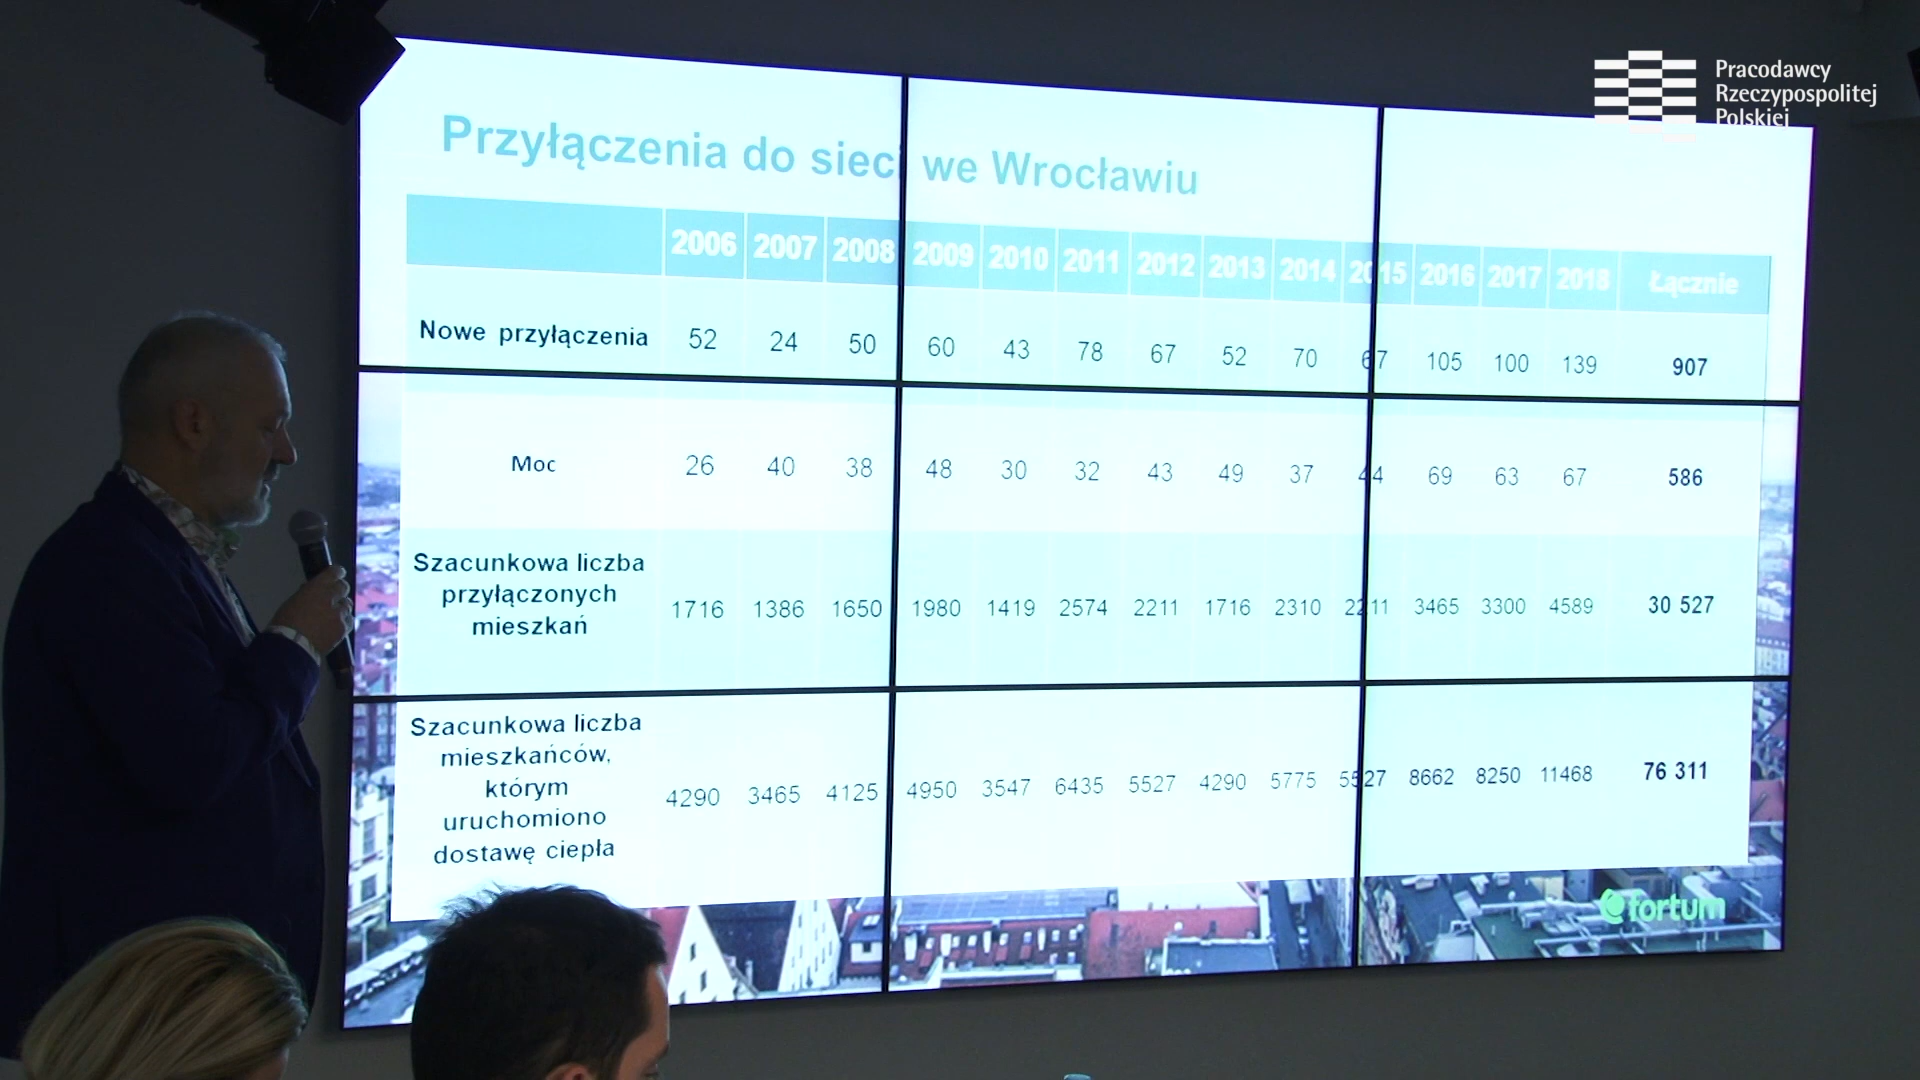 Pracodawcy
Rzeczypospolitej
Polskiej
Przyłączenia do sieci we Wrocławiu
2006 2007 2008 2009 2010 2011 2012 2013 2014 2015 2016 2017 2018 Łącznie
Nowe przyłączenia 52 24 50 60 43 78 67 52 70 67 105 100 139 907
Moc 26 40 38 48 30 32 43 49 37 44 69 63 67 586
Szacunkowa liczba
przyłączonych
mieszkań
1716 1386 1650 1980 1419 2574 2211 1716 2310 2211 3465 3300 4589 30 527
Szacunkowa liczba
mieszkańców,
którym
uruchomiono
dostawę ciepła
4290 3465 4125 4950 3547 6435 5527 4290 5775 5527 8662 8250 11468 76 311
fortum